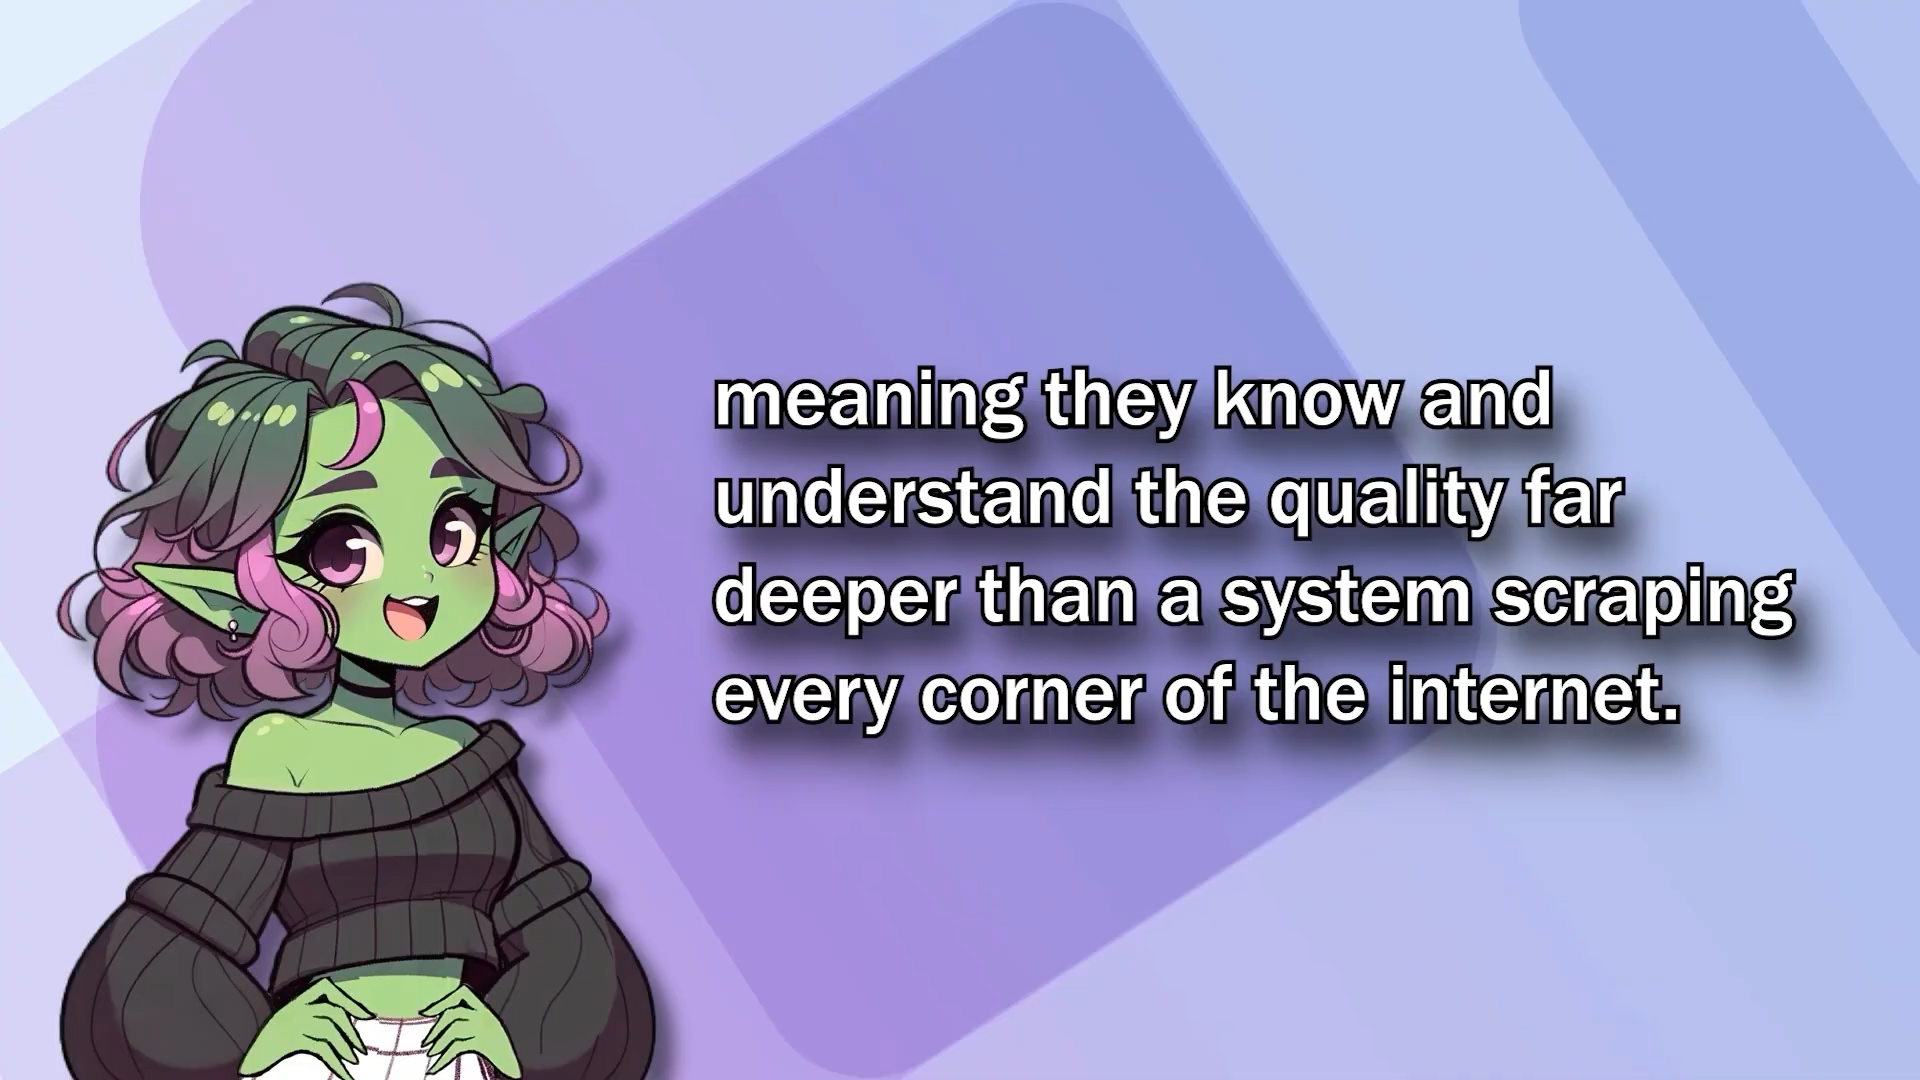 meaning they know and
understand the quality far
deeper than a system scraping
every corner of the internet.